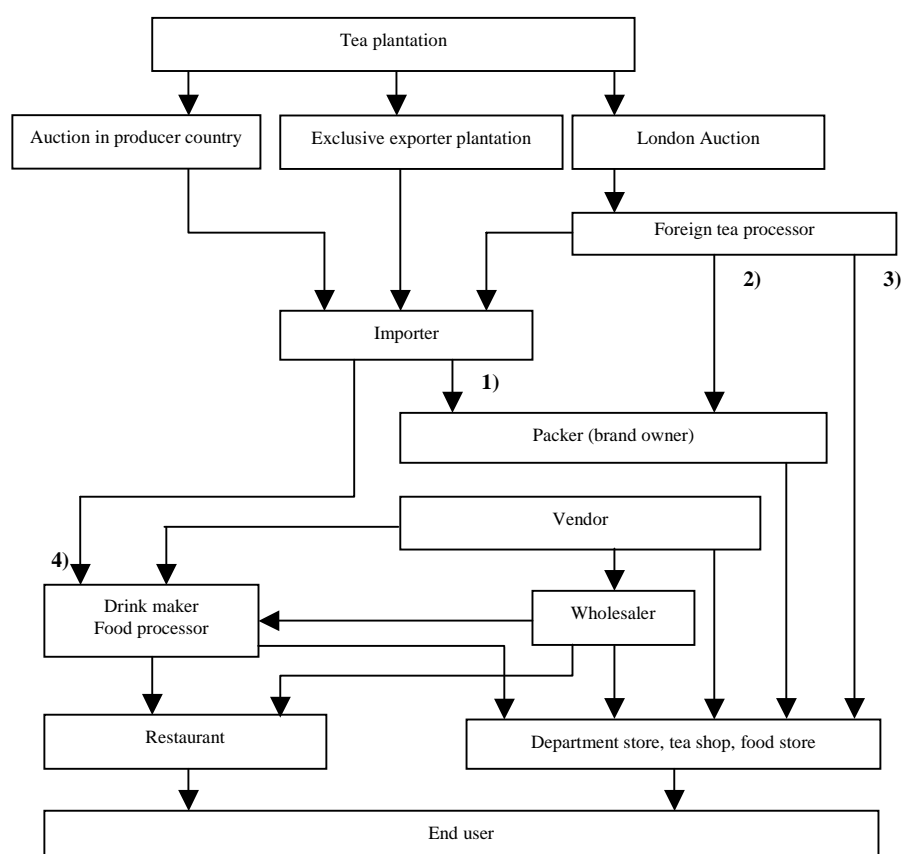 Tea plantation
Auction in producer country
Exclusive exporter plantation
London Auction
Foreign tea processor
2)
3)
Importer
1)
Packer (brand owner)
Vendor
4)
Drink maker
Food processor
Wholesaler
Restaurant
Department store, tea shop, food store
End user